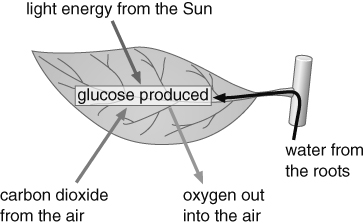 light energy from the Sun
glucose produced
water from
the roots
carbon dioxide
from the air
oxygen out
into the air